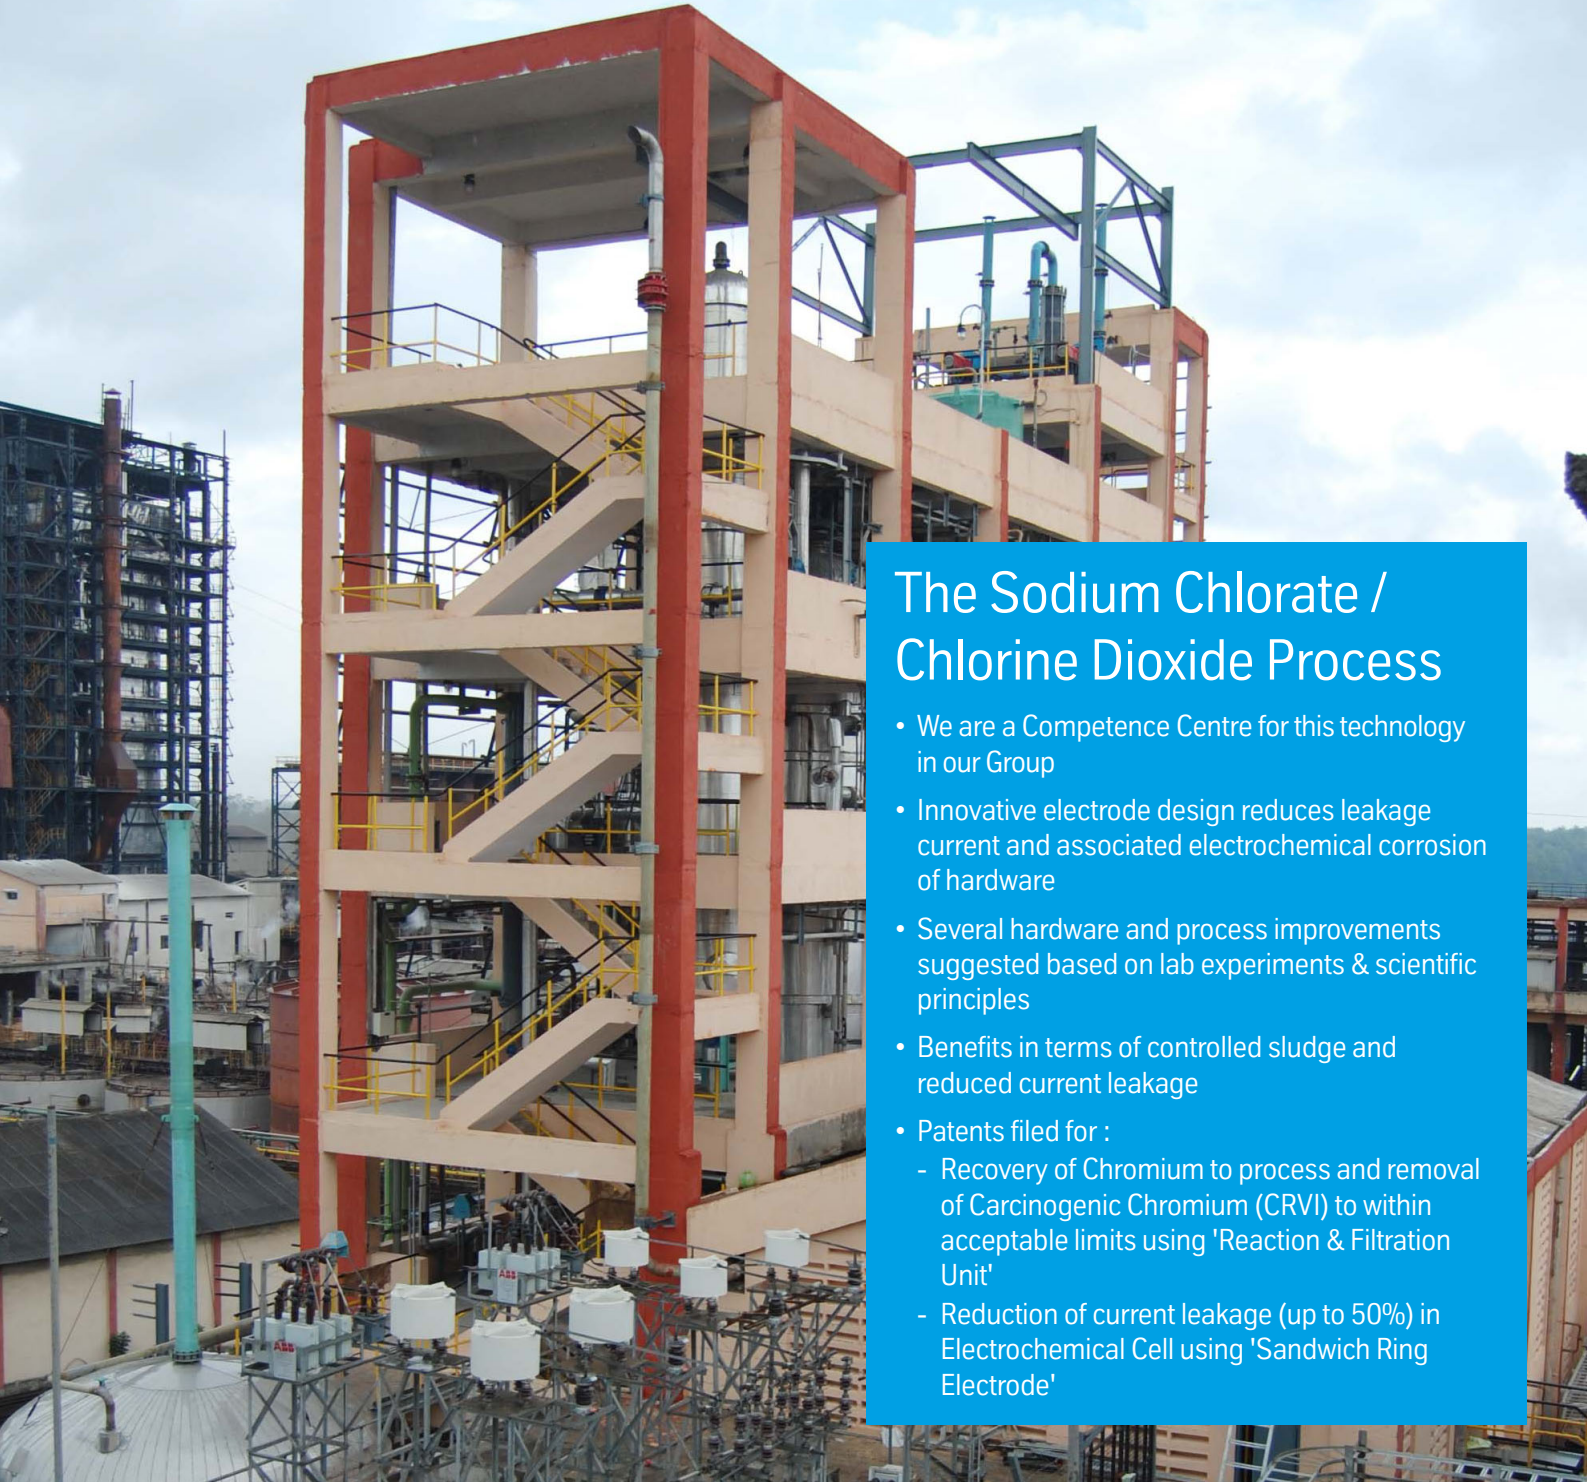 The Sodium Chlorate /
Chlorine Dioxide Process
• We are a Competence Centre for this technology
in our Group
• Innovative electrode design reduces leakage
current and associated electrochemical corrosion
of hardware
• Several hardware and process improvements
suggested based on lab experiments & scientific
principles
• Benefits in terms of controlled sludge and
reduced current leakage
• Patents filed for :
- Recovery of Chromium to process and removal
of Carcinogenic Chromium (CRVI) to within
acceptable limits using 'Reaction & Filtration
Unit'
- Reduction of current leakage (up to 50%) in
Electrochemical Cell using 'Sandwich Ring
Electrode'
ABB
ABB